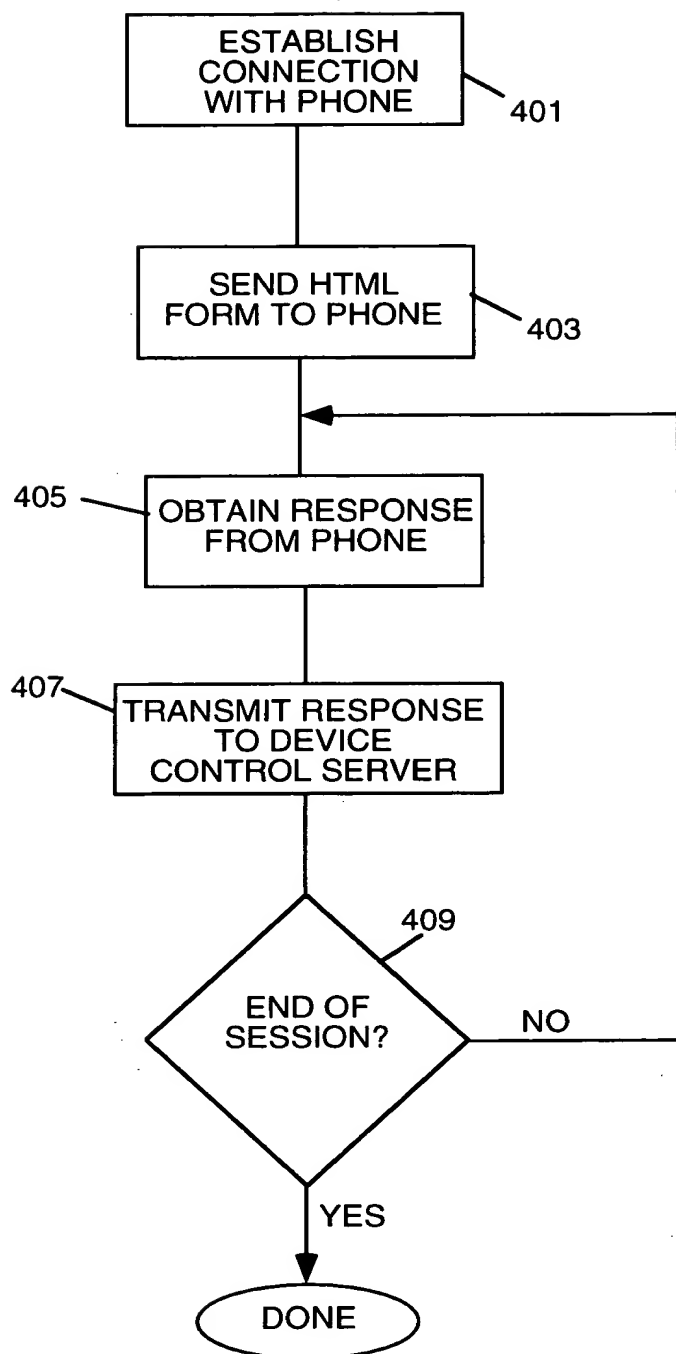 ESTABLISH
CONNECTION
WITH PHONE
401
SEND HTML
FORM TO PHONE
403
405
OBTAIN RESPONSE
FROM PHONE
407
TRANSMIT RESPONSE
TO DEVICE
CONTROL SERVER
409
END OF
SESSION?
NO
YES
DONE